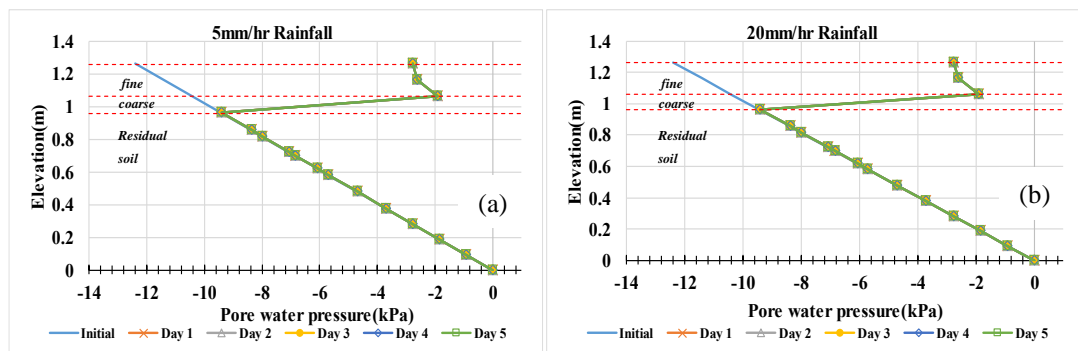 5mm/hr Rainfall
1.4
1.2
1
0.8
0.6
0.4
0.2
0
Elevation(m)
fine
coarse
Residual
soil
(a)
-14 -12 -10 -8 -6 -4 -2 0
Pore water pressure(kPa)
Initial Day 1 Day 2 Day 3 Day 4 Day 5
20mm/hr Rainfall
1.4
1.2
1
0.8
0.6
0.4
0.2
0
Elevation(m)
fine
coarse
Residual
soil
(b)
-14 -12 -10 -8 -6 -4 -2 0
Pore water pressure(kPa)
Initial Day 1 Day 2 Day 3 Day 4 Day 5